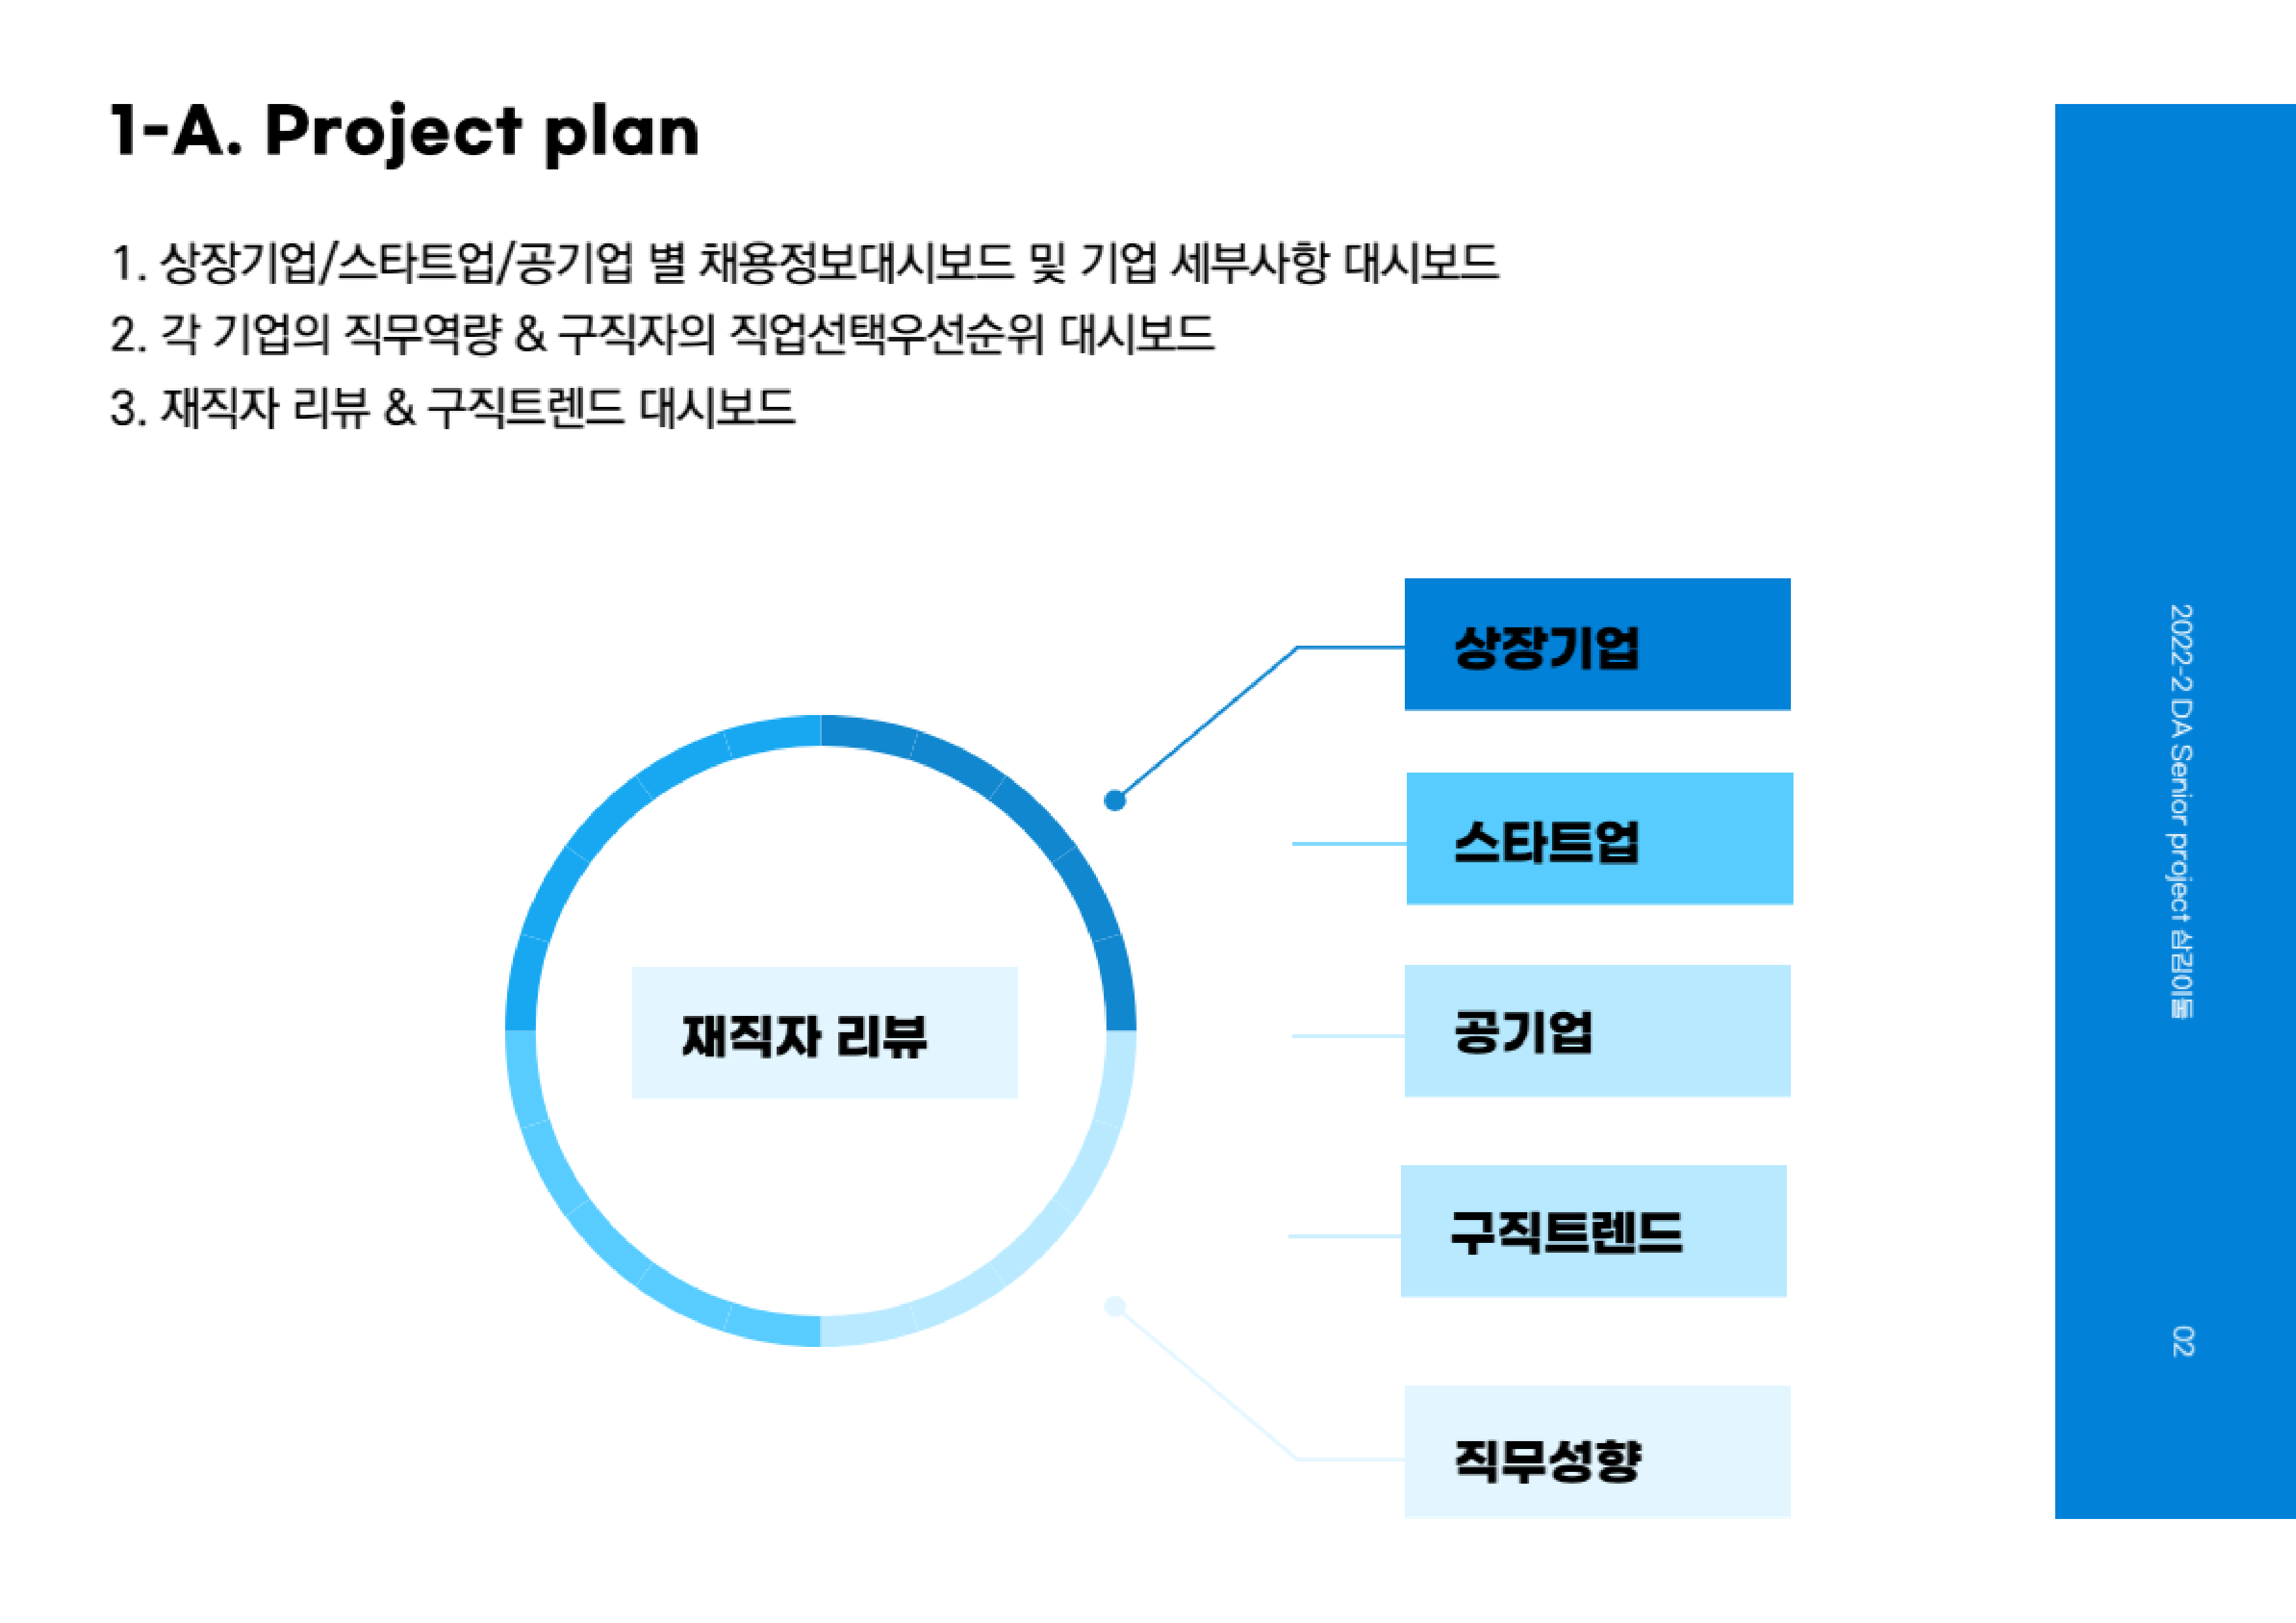 1-A. Project plan
1. 상장기업/스타트업/공기업 별 채용정보대시보드 및 기업 세부사항 대시보드
2. 각 기업의 직무역량 & 구직자의 직업선택우선순위 대시보드
3. 재직자 리뷰 & 구직트렌드 대시보드
상장기업
스타트업
재직자 리뷰
공기업
구직트렌드
직무성향
2022-2 DA Senior project 삼김이돌
02